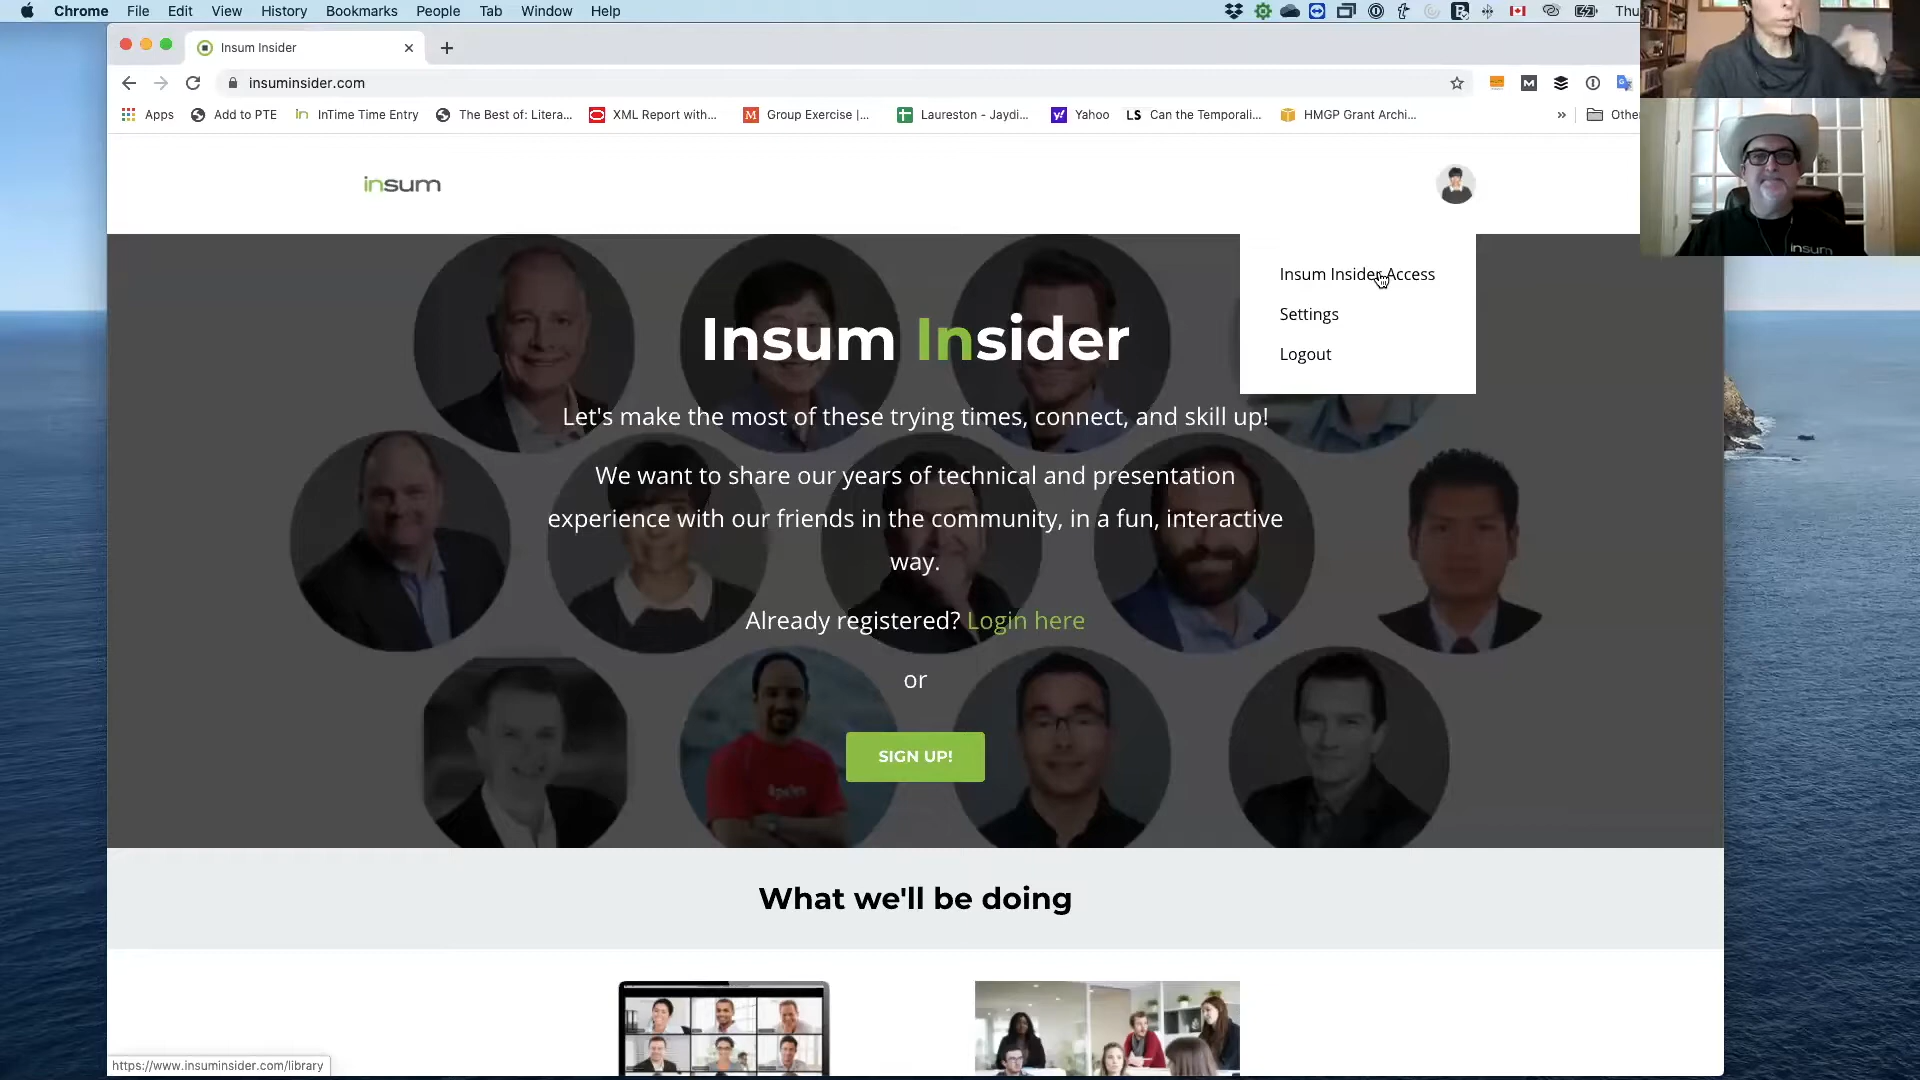 Chrome File Edit View History Bookmarks People Tab Window Help Thu
Insum Insider
insuminsider.com
Apps Add to PTE InTime Time Entry The Best of: Litera... XML Report with... Group Exercise |... Laureston - Jaydi... Yahoo LS Can the Temporali... HMGP Grant Archi... » Othe
insum
insum
Insum Insider Access
Settings
Logout
Insum Insider
Let's make the most of these trying times, connect, and skill up!
We want to share our years of technical and presentation
experience with our friends in the community, in a fun, interactive
way.
Already registered? Login here
or
SIGN UP!
What we'll be doing
https://www.insuminsider.com/library